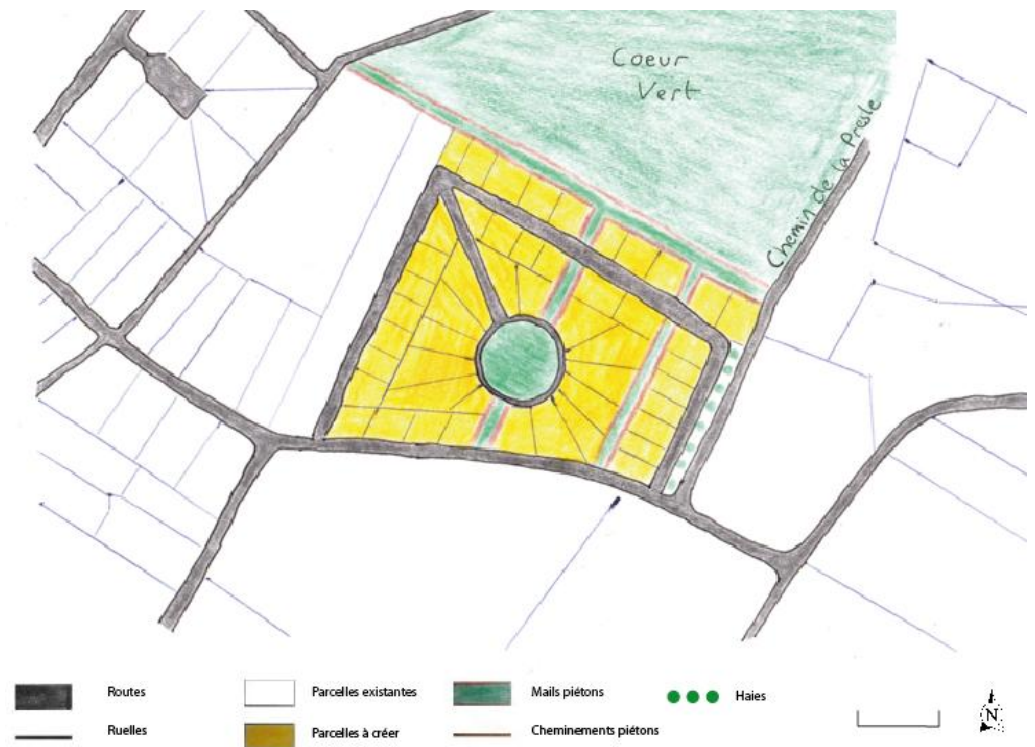 Coeur
Vert
Chemin de la Presle
Routes
Parcelles existantes
Mails piétons
Haies
Ruelles
Parcelles à créer
Cheminements piétons
N